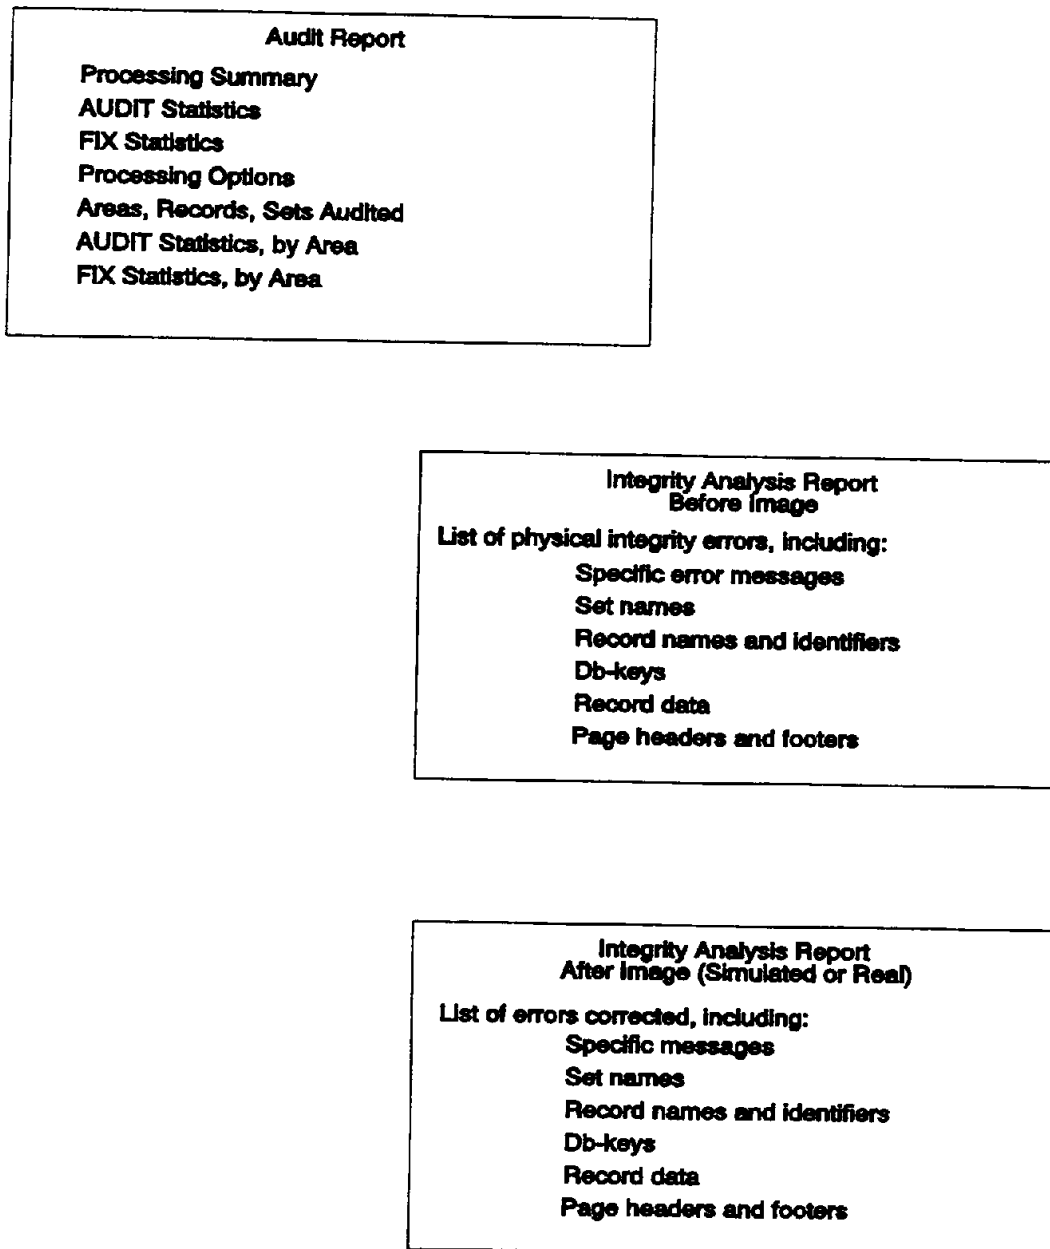 Audit Report
Processing Summary
AUDIT Statistics
FIX Statistics
Processing Options
Areas, Records, Sets Audited
AUDIT Statistics, by Area
FIX Statistics, by Area
Integrity Analysis Report
Before Image
List of physical integrity errors, including:
Specific error messages
Set names
Record names and identifiers
Db-keys
Record data
Page headers and footers
Integrity Analysis Report
After Image (Simulated or Real)
List of errors corrected, including:
Specific messages
Set names
Record names and identifiers
Db-keys
Record data
Page headers and footers